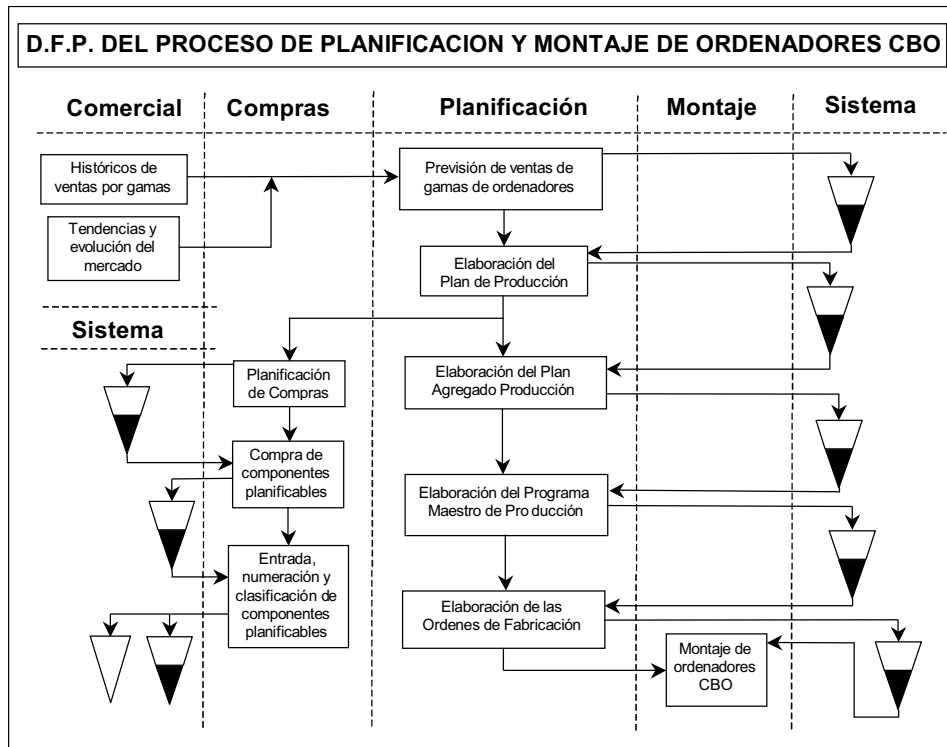 D.F.P. DEL PROCESO DE PLANIFICACION Y MONTAJE DE ORDENADORES CBO
Comercial
Compras
Planificación
Montaje
Sistema
Históricos de
ventas por gamas
Previsión de ventas de
gamas de ordenadores
Tendencias y
evolución del
mercado
Elaboración del
Plan de Producción
Sistema
Planificación
de Compras
Elaboración del Plan
Agregado Producción
Compra de
componentes
planificables
Elaboración del Programa
Maestro de Producción
Entrada,
numeración y
clasificación de
componentes
planificables
Elaboración de las
Ordenes de Fabricación
Montaje de
ordenadores
CBO